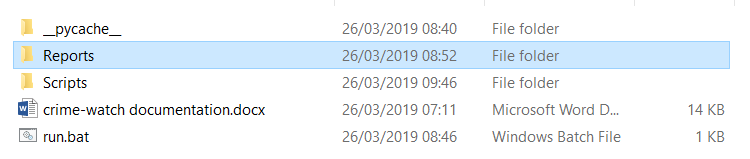 __pycache__ 26/03/2019 08:40 File folder
Reports 26/03/2019 08:52 File folder
Scripts 26/03/2019 09:46 File folder
crime-watch documentation.docx 26/03/2019 07:11 Microsoft Word D... 14 KB
run.bat 26/03/2019 08:46 Windows Batch File 1 KB